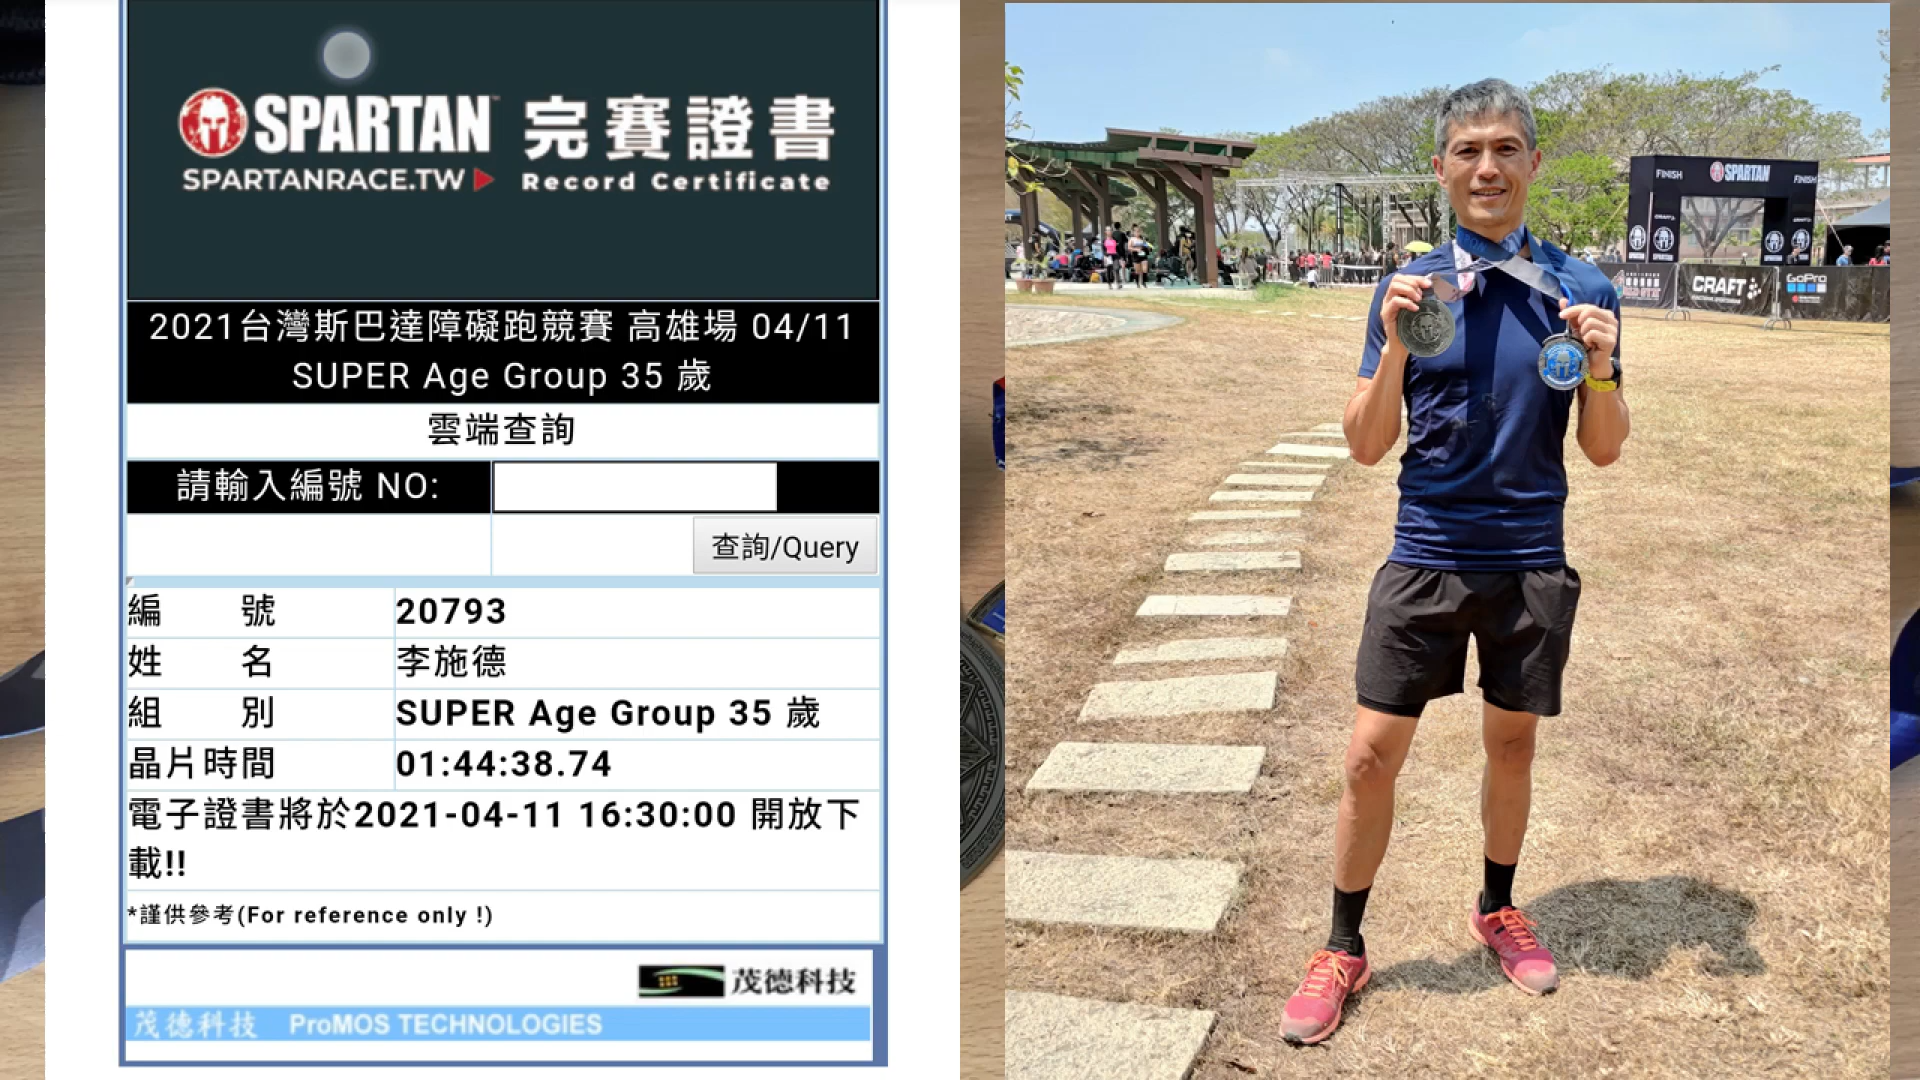 SPARTAN 完賽證書
SPARTANRACE.TW Record Certificate
2021台灣斯巴達障礙跑競賽 高雄場 04/11
SUPER Age Group 35 歲
雲端查詢
請輸入編號 NO:
查詢/Query
編 號 20793
姓 名 李施德
組 別 SUPER Age Group 35 歲
晶片時間 01:44:38.74
電子證書將於2021-04-11 16:30:00 開放下
載!!
*謹供參考(For reference only !)
茂德科技
茂德科技 ProMOS TECHNOLOGIES
FINISH SPARTAN FINISH
CRAFT
SPARTAN SPARTAN
CRAFT
GoPro